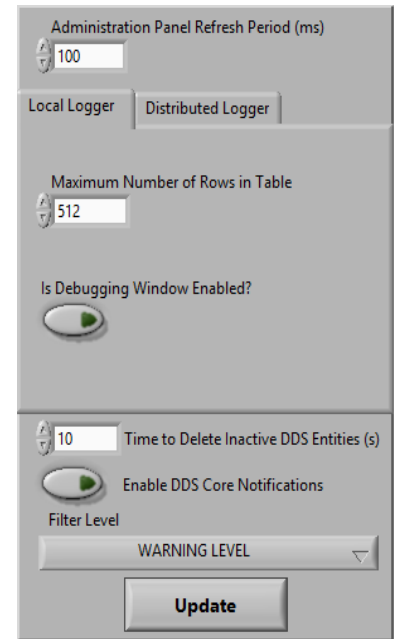 Administration Panel Refresh Period (ms)
100
Local Logger
Distributed Logger
Maximum Number of Rows in Table
512
Is Debugging Window Enabled?
10 Time to Delete Inactive DDS Entities (s)
Enable DDS Core Notifications
Filter Level
WARNING LEVEL
Update